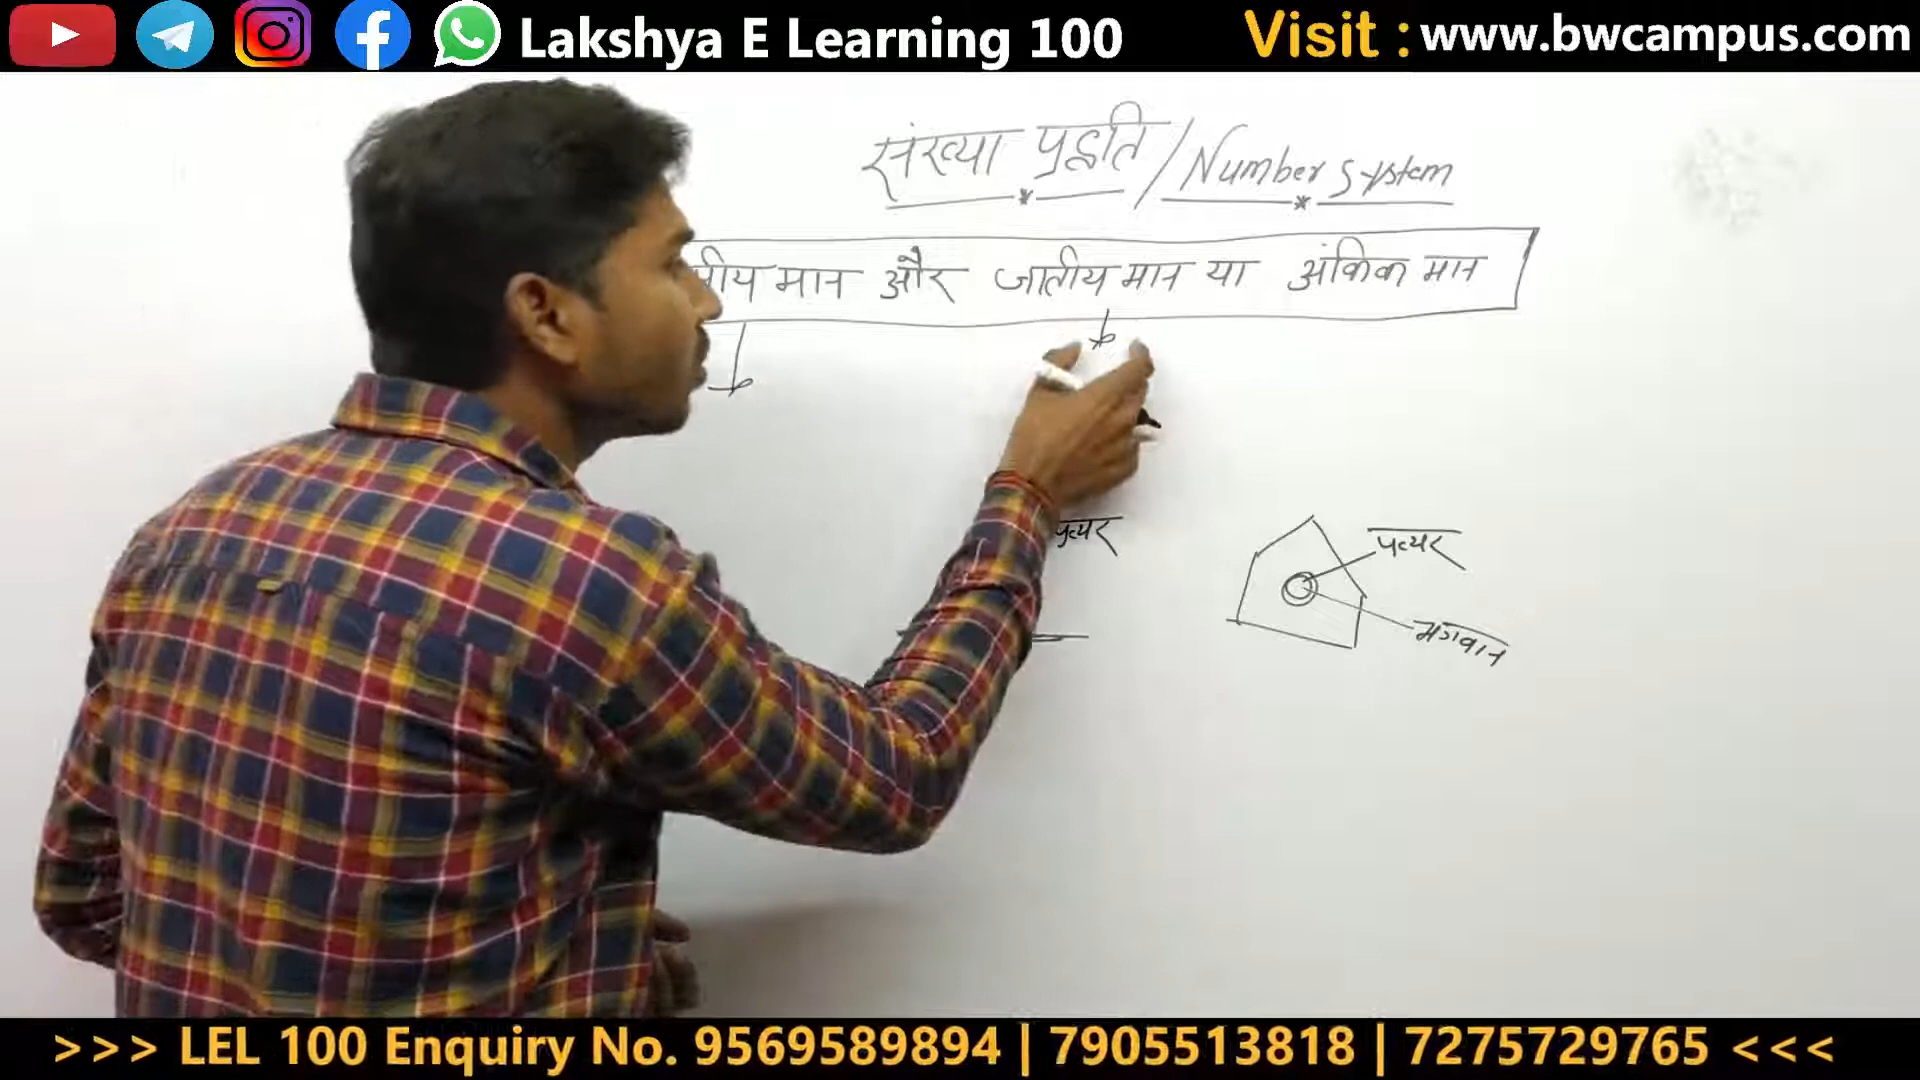 Lakshya E Learning 100 Visit : www.bwcampus.com
संख्या पद्धति / Number System
मान और जातीय मान या अंकिक मान
पत्थर
पत्थर
भगवान
>>> LEL 100 Enquiry No. 9569589894 | 7905513818 | 7275729765 <<<